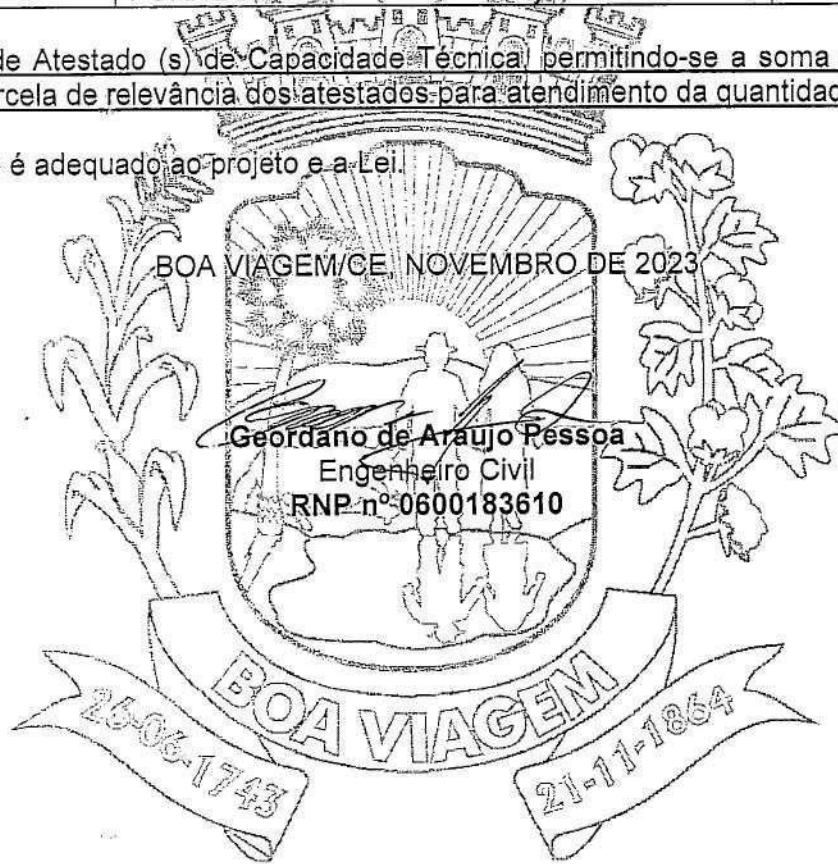 de Atestado (s) de Capacidade Técnica, permitindo-se a soma
rcela de relevância dos atestados para atendimento da quantidad
é adequado ao projeto e a Lei.
BOA VIAGEM/CE, NOVEMBRO DE 2023
Geordano de Araujo Pessoa
Engenheiro Civil
RNP nº 0600183610
BOA VIAGEM
26-06-1743
21-11-1864